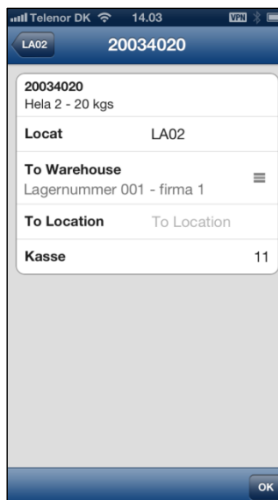 Telenor DK 14.03 VPN
LA02 20034020
20034020
Hela 2 - 20 kgs
Locat LA02
To Warehouse
Lagernummer 001 - firma 1
To Location To Location
Kasse 11
OK